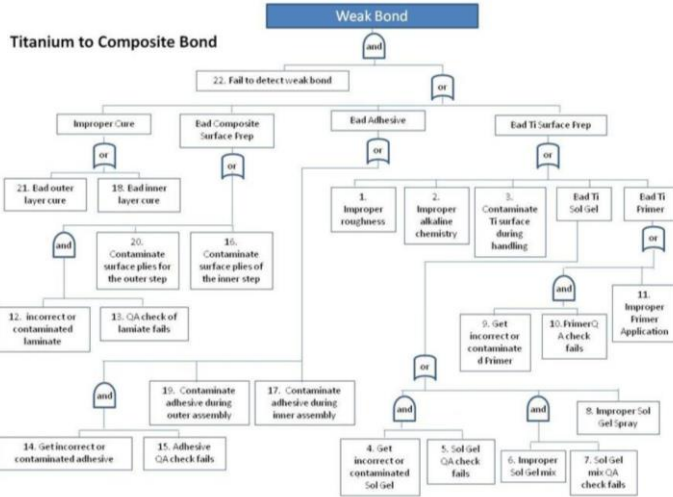 Weak Bond
Titanium to Composite Bond
and
22. Fail to detect weak bond
or
Improper Cure
Bad Composite
Surface Prep
Bad Adhesive
Bad Ti Surface Prep
or
or
or
or
21. Bad outer
layer cure
18. Bad inner
layer cure
1.
Improper
roughness
2.
Improper
alkaline
chemistry
3.
Contaminate
Ti surface
during
handling
Bad Ti
Sol Gel
Bad Ti
Primer
and
20.
Contaminate
surface plies for
the outer step
16.
Contaminate
surface plies of
the inner step
or
and
12. incorrect or
contaminated
laminate
13. QA check of
lamiate fails
9. Get
incorrect or
contaminate
d Primer
10. PrimerQ
A check
fails
11.
Improper
Primer
Application
or
and
19. Contaminate
adhesive during
outer assembly
17. Contaminate
adhesive during
inner assembly
and
and
8. Improper Sol
Gel Spray
14. Get incorrect or
contaminated adhesive
15. Adhesive
QA check fails
4. Get
incorrect or
contaminated
Sol Gel
5. Sol Gel
QA check
fails
6. Improper
Sol Gel mix
7. Sol Gel
mix QA
check fails